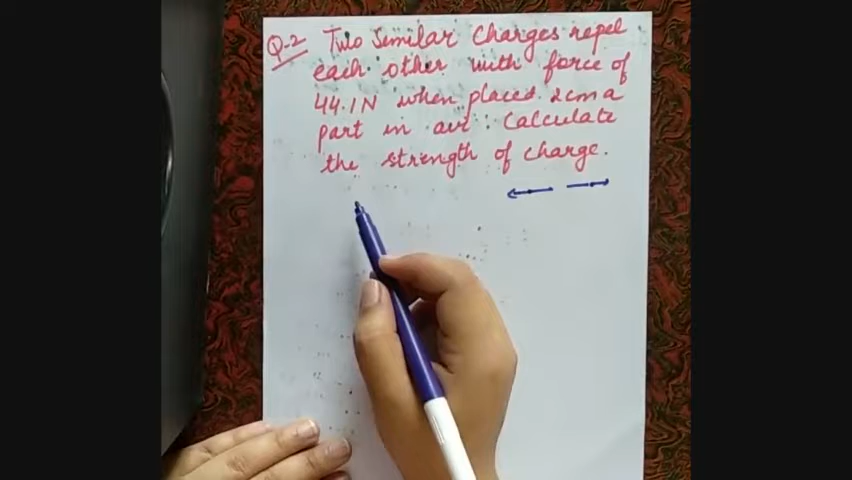 Q.2 Two Similar Charges repel
each other with force of
44.1N when placed 2cm a
part in air. Calculate
the strength of charge.